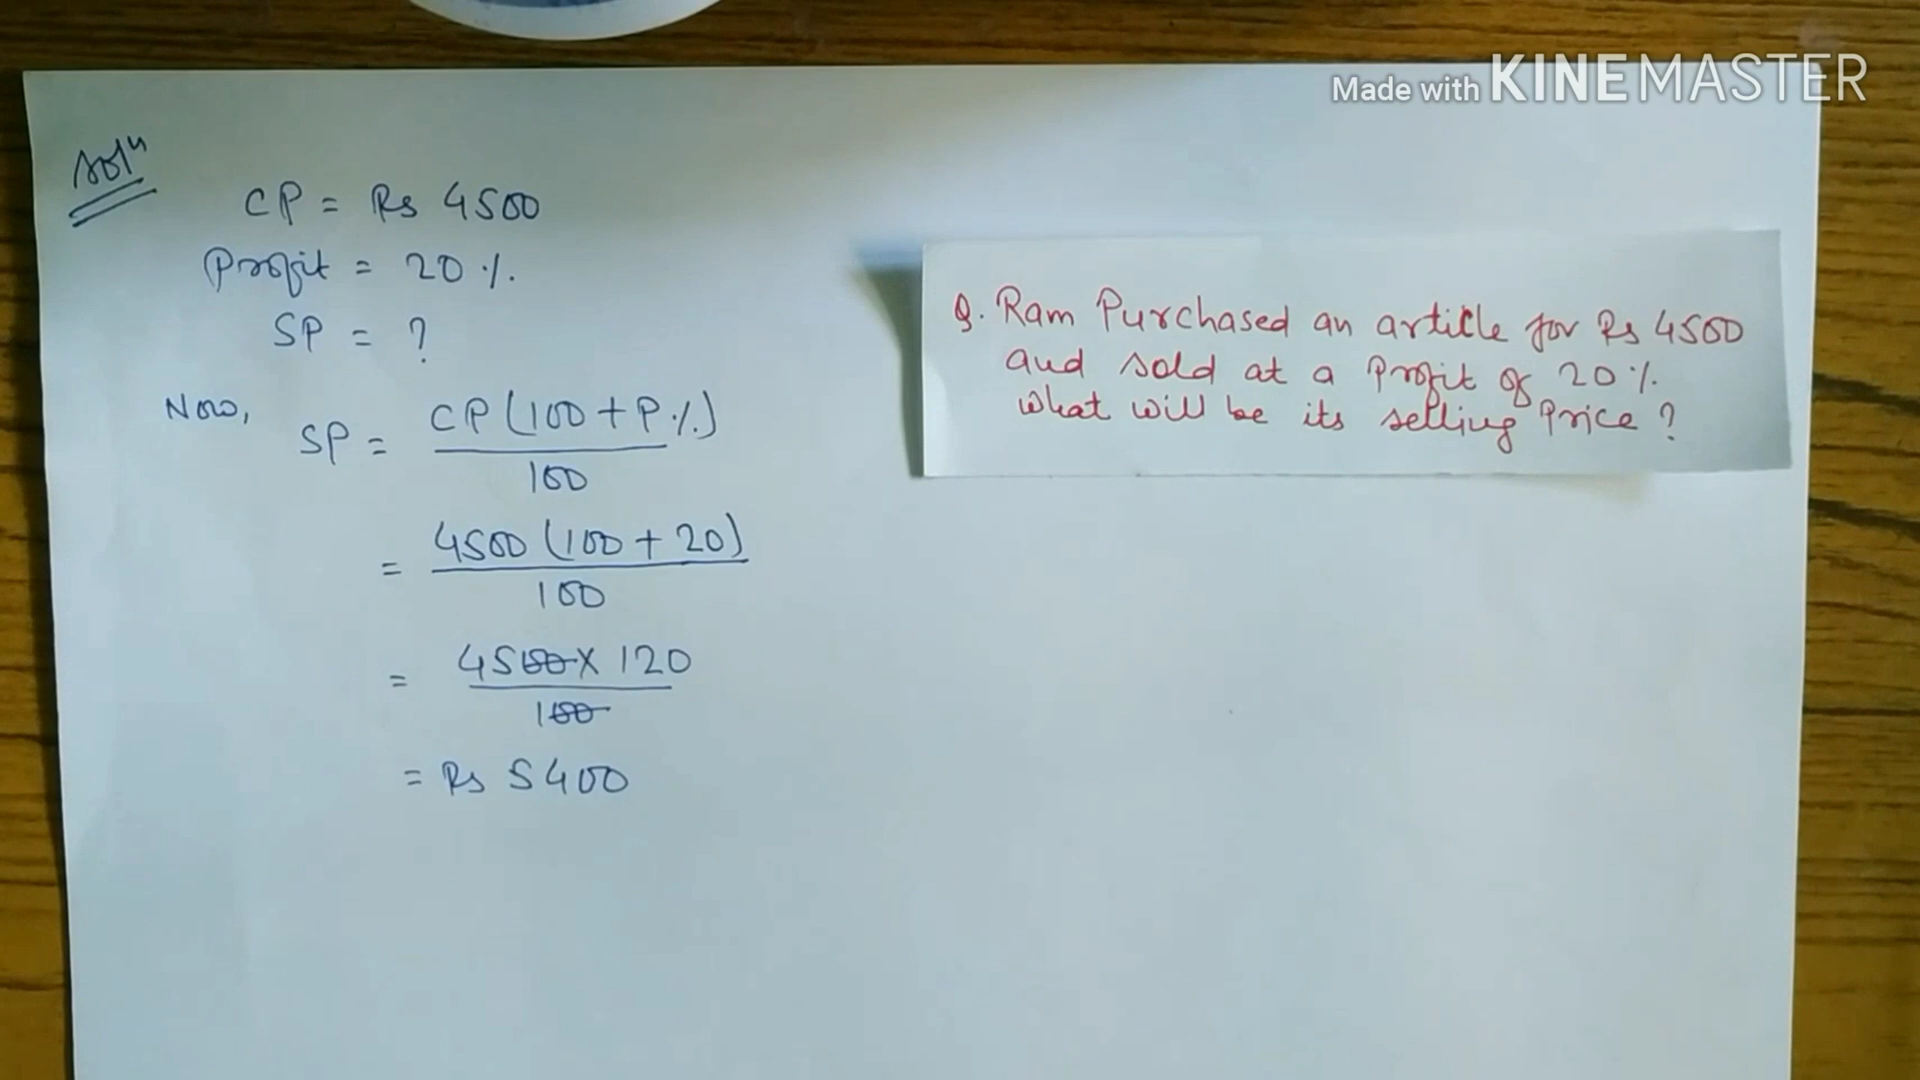 Made with KINEMASTER
Soln
CP = Rs 4500
Profit = 20 %.
SP = ?
Now,
SP = CP (100 + P %)
100
= 4500 (100 + 20)
100
= 4500 X 120
100
= Rs 5400
Q. Ram Purchased an article for Rs 4500
and sold at a Profit of 20 %.
What will be its selling Price ?